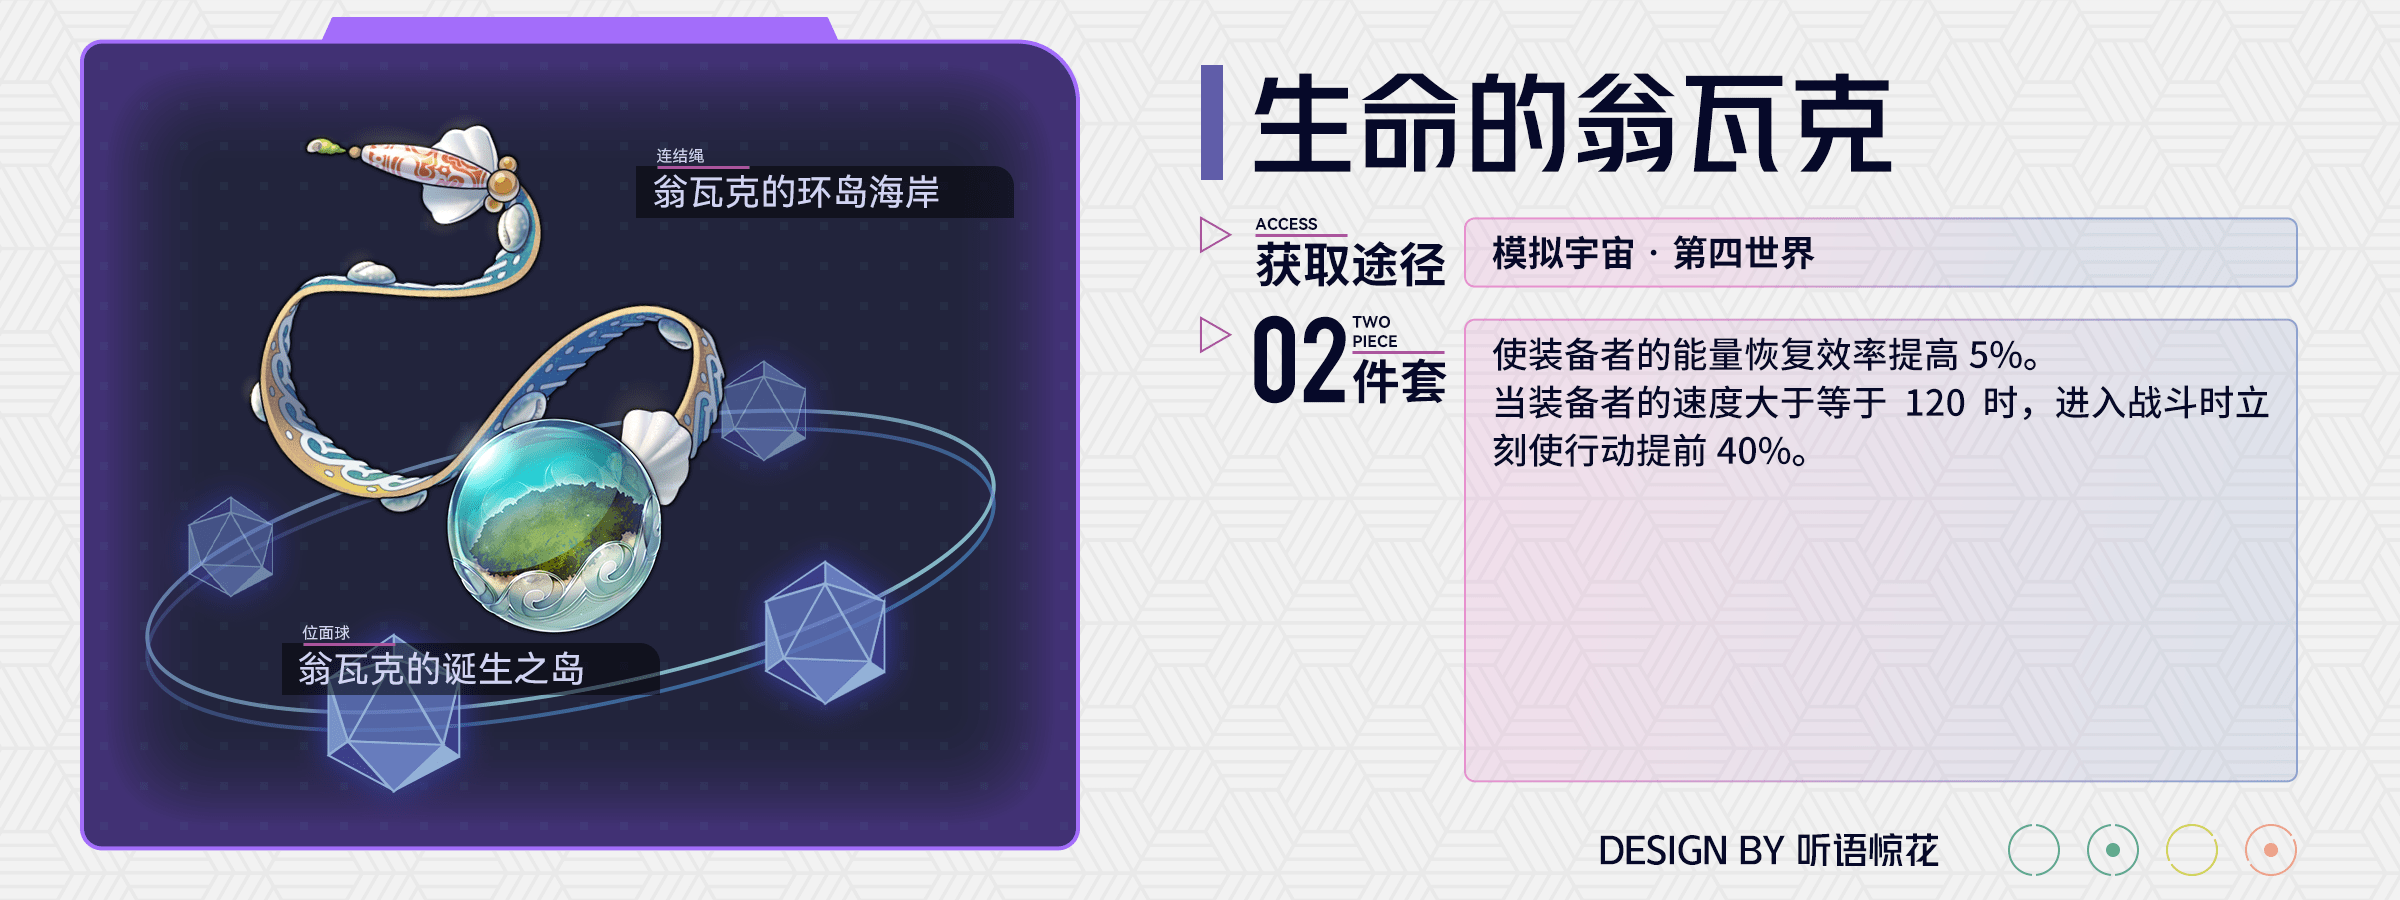 连结绳
翁瓦克的环岛海岸
位面球
翁瓦克的诞生之岛
生命的翁瓦克
ACCESS
获取途径
模拟宇宙 · 第四世界
02
TWO
PIECE
件套
使装备者的能量恢复效率提高 5%。
当装备者的速度大于等于 120 时，进入战斗时立
刻使行动提前 40%。
DESIGN BY 听语惊花